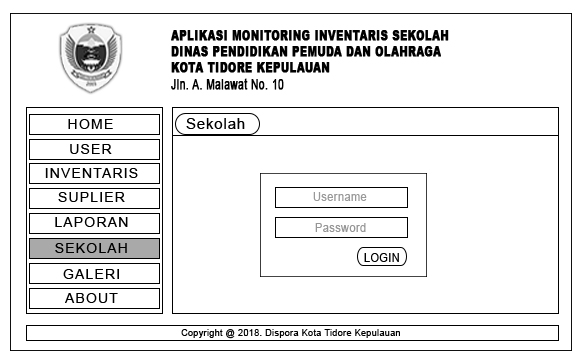 APLIKASI MONITORING INVENTARIS SEKOLAH
DINAS PENDIDIKAN PEMUDA DAN OLAHRAGA
KOTA TIDORE KEPULAUAN
Jln. A. Malawat No. 10
HOME
USER
INVENTARIS
SUPLIER
LAPORAN
SEKOLAH
GALERI
ABOUT
Sekolah
Username
Password
LOGIN
Copyright @ 2018. Dispora Kota Tidore Kepulauan